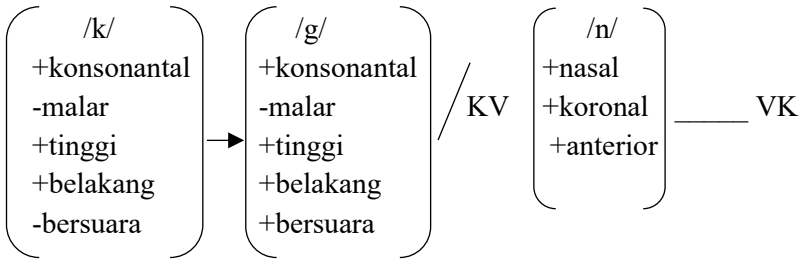 /k/ /g/ /n/
+konsonantal +konsonantal +nasal
-malar -malar / KV +koronal _____ VK
+tinggi → +tinggi +anterior
+belakang +belakang
-bersuara +bersuara